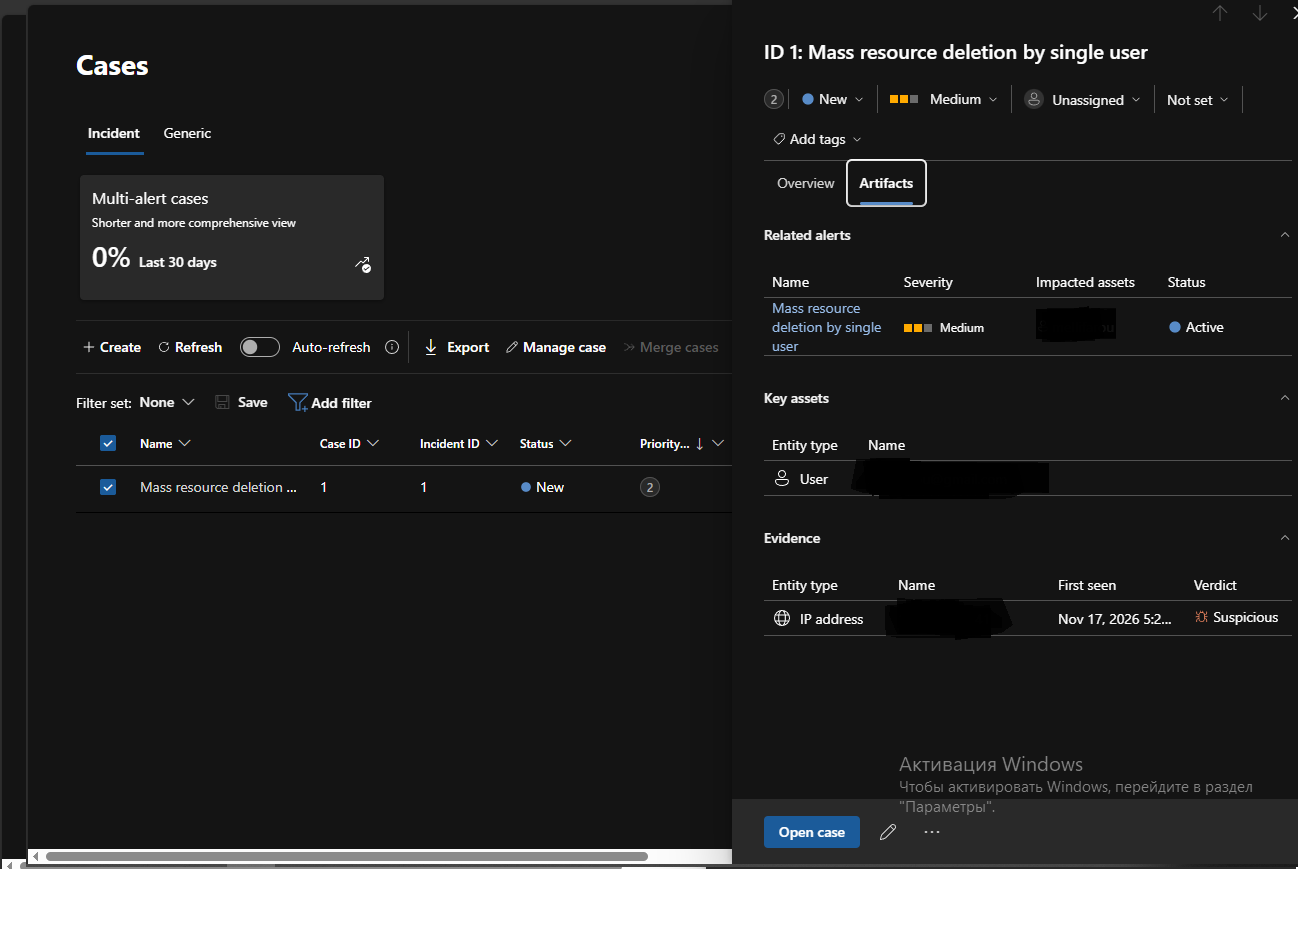 Cases
Incident Generic
Multi-alert cases
Shorter and more comprehensive view
0% Last 30 days
Create Refresh Auto-refresh Export Manage case Merge cases
Filter set: None Save Add filter
Name Case ID Incident ID Status Priority...
Mass resource deletion ... 1 1 New 2
ID 1: Mass resource deletion by single user
2 New Medium Unassigned Not set
Add tags
Overview Artifacts
Related alerts
Name Severity Impacted assets Status
Mass resource
deletion by single
user
Medium Active
Key assets
Entity type Name
User
Evidence
Entity type Name First seen Verdict
IP address Nov 17, 2026 5:2... Suspicious
Активация Windows
Чтобы активировать Windows, перейдите в раздел
"Параметры".
Open case ...